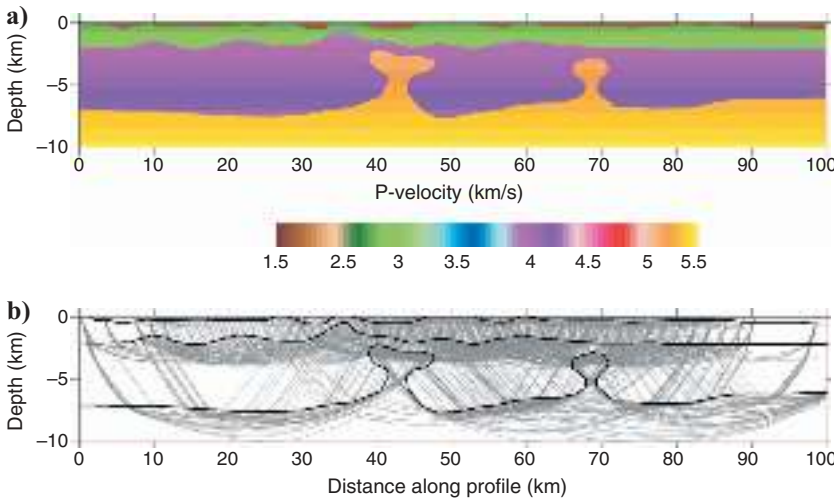 a)
Depth (km)
0
−5
−10
0 10 20 30 40 50 60 70 80 90 100
P-velocity (km/s)
1.5 2.5 3 3.5 4 4.5 5 5.5
b)
Depth (km)
0
−5
−10
0 10 20 30 40 50 60 70 80 90 100
Distance along profile (km)